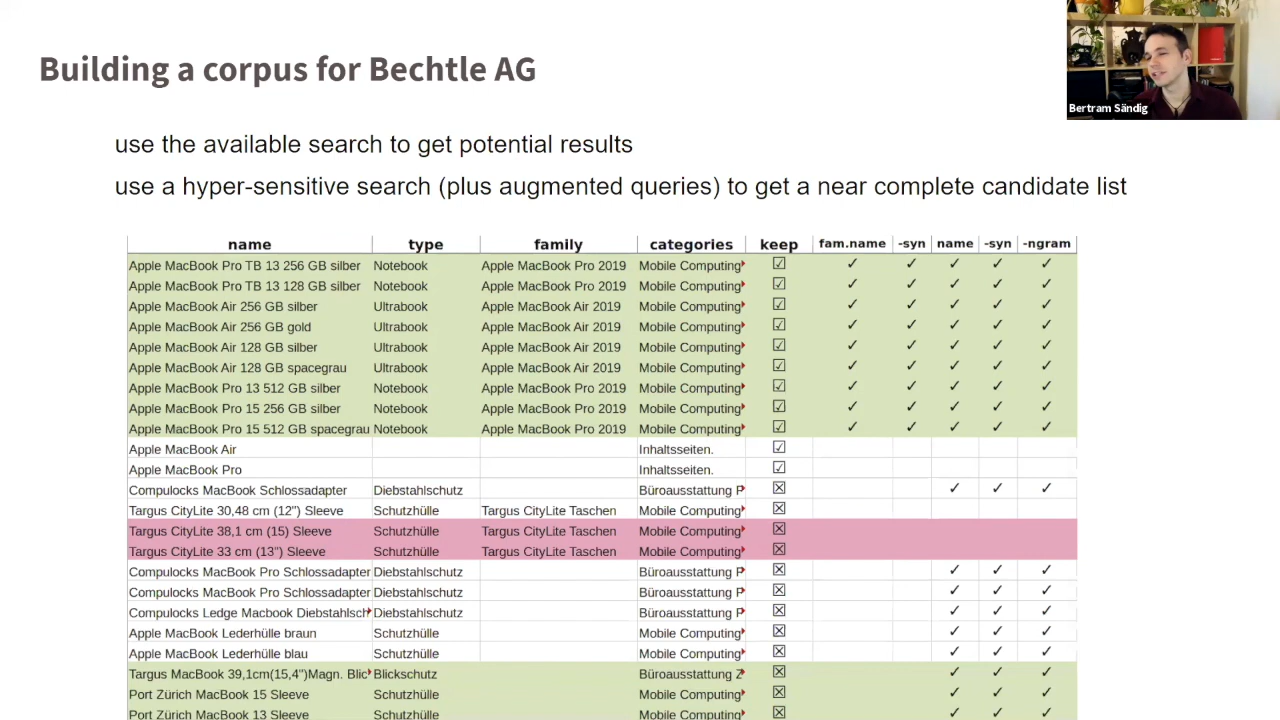 Building a corpus for Bechtle AG
Bertram Sändig
use the available search to get potential results
use a hyper-sensitive search (plus augmented queries) to get a near complete candidate list
name type family categories keep fam.name -syn name -syn -ngram
Apple MacBook Pro TB 13 256 GB silber Notebook Apple MacBook Pro 2019 Mobile Computing ☑ ✓ ✓ ✓ ✓ ✓
Apple MacBook Pro TB 13 128 GB silber Notebook Apple MacBook Pro 2019 Mobile Computing ☑ ✓ ✓ ✓ ✓ ✓
Apple MacBook Air 256 GB silber Ultrabook Apple MacBook Air 2019 Mobile Computing ☑ ✓ ✓ ✓ ✓ ✓
Apple MacBook Air 256 GB gold Ultrabook Apple MacBook Air 2019 Mobile Computing ☑ ✓ ✓ ✓ ✓ ✓
Apple MacBook Air 128 GB silber Ultrabook Apple MacBook Air 2019 Mobile Computing ☑ ✓ ✓ ✓ ✓ ✓
Apple MacBook Air 128 GB spacegrau Ultrabook Apple MacBook Air 2019 Mobile Computing ☑ ✓ ✓ ✓ ✓ ✓
Apple MacBook Pro 13 512 GB silber Notebook Apple MacBook Pro 2019 Mobile Computing ☑ ✓ ✓ ✓ ✓ ✓
Apple MacBook Pro 15 256 GB silber Notebook Apple MacBook Pro 2019 Mobile Computing ☑ ✓ ✓ ✓ ✓ ✓
Apple MacBook Pro 15 512 GB spacegrau Notebook Apple MacBook Pro 2019 Mobile Computing ☑ ✓ ✓ ✓ ✓ ✓
Apple MacBook Air Inhaltsseiten. ☑
Apple MacBook Pro Inhaltsseiten. ☑
Compulocks MacBook Schlossadapter Diebstahlschutz Büroausstattung P ☒ ✓ ✓ ✓
Targus CityLite 30,48 cm (12") Sleeve Schutzhülle Targus CityLite Taschen Mobile Computing ☒
Targus CityLite 38,1 cm (15) Sleeve Schutzhülle Targus CityLite Taschen Mobile Computing ☒
Targus CityLite 33 cm (13") Sleeve Schutzhülle Targus CityLite Taschen Mobile Computing ☒
Compulocks MacBook Pro Schlossadapter Diebstahlschutz Büroausstattung P ☒ ✓ ✓ ✓
Compulocks MacBook Pro Schlossadapter Diebstahlschutz Büroausstattung P ☒ ✓ ✓ ✓
Compulocks Ledge Macbook Diebstahlsch Diebstahlschutz Büroausstattung P ☒ ✓ ✓ ✓
Apple MacBook Lederhülle braun Schutzhülle Mobile Computing ☒ ✓ ✓ ✓
Apple MacBook Lederhülle blau Schutzhülle Mobile Computing ☒ ✓ ✓ ✓
Targus MacBook 39,1cm(15,4")Magn. Blic Blickschutz Büroausstattung Z ☒ ✓ ✓ ✓
Port Zürich MacBook 15 Sleeve Schutzhülle Mobile Computing ☒ ✓ ✓ ✓
Port Zürich MacBook 13 Sleeve Schutzhülle Mobile Computing ☒ ✓ ✓ ✓